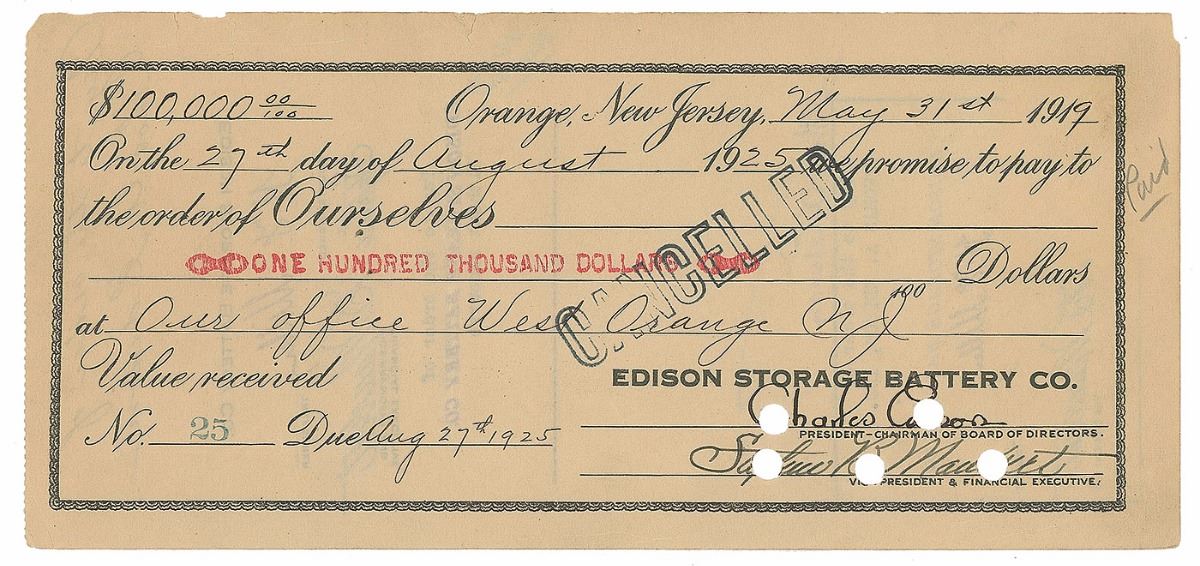 $100,000 00/100 Orange, New Jersey, May 31st 1919
On the 27th day of August 1925 we promise to pay to
the order of Ourselves
ONE HUNDRED THOUSAND DOLLARS Dollars
CANCELLED
Paid
at Our office West Orange NJ
Value received
EDISON STORAGE BATTERY CO.
Charles Edison
PRESIDENT-CHAIRMAN OF BOARD OF DIRECTORS.
No. 25 Due Aug 27th 1925
VICE PRESIDENT & FINANCIAL EXECUTIVE.